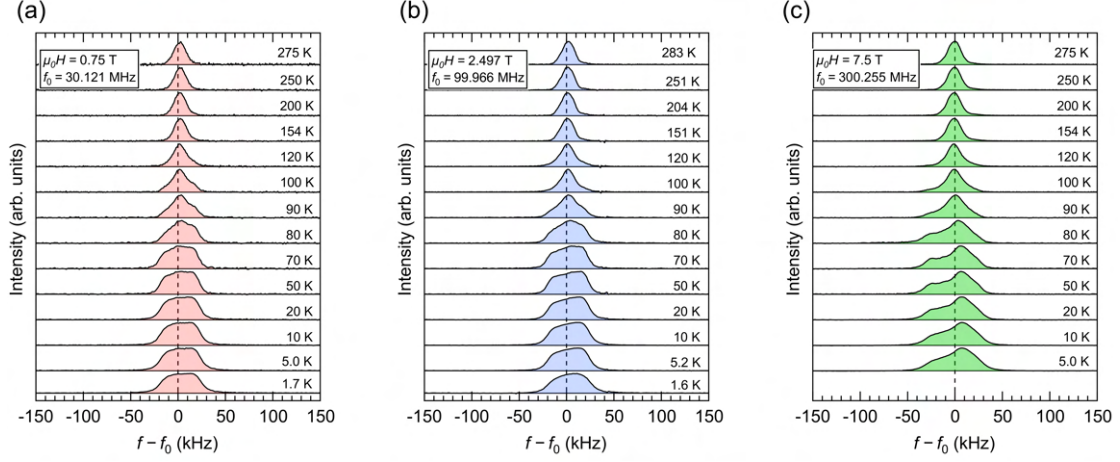 (a)
μ₀H = 0.75 T
f₀ = 30.121 MHz
275 K
250 K
200 K
154 K
120 K
100 K
90 K
80 K
70 K
50 K
20 K
10 K
5.0 K
1.7 K
Intensity (arb. units)
-150 -100 -50 0 50 100 150
f − f₀ (kHz)
(b)
μ₀H = 2.497 T
f₀ = 99.966 MHz
283 K
251 K
204 K
151 K
120 K
100 K
90 K
80 K
70 K
50 K
20 K
10 K
5.2 K
1.6 K
Intensity (arb. units)
-150 -100 -50 0 50 100 150
f − f₀ (kHz)
(c)
μ₀H = 7.5 T
f₀ = 300.255 MHz
275 K
250 K
200 K
154 K
120 K
100 K
90 K
80 K
70 K
50 K
20 K
10 K
5.0 K
Intensity (arb. units)
-150 -100 -50 0 50 100 150
f − f₀ (kHz)